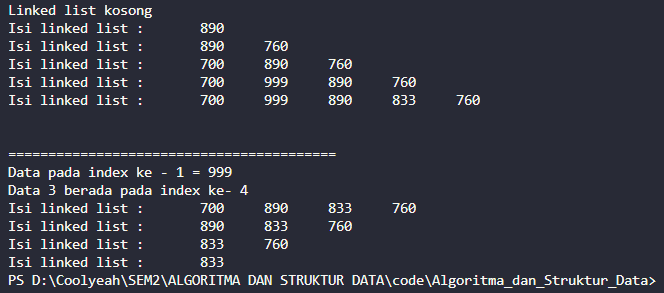 Linked list kosong
Isi linked list :       890
Isi linked list :       890     760
Isi linked list :       700     890     760
Isi linked list :       700     999     890     760
Isi linked list :       700     999     890     833     760
=========================================
Data pada index ke - 1 = 999
Data 3 berada pada index ke- 4
Isi linked list :       700     890     833     760
Isi linked list :       890     833     760
Isi linked list :       833     760
Isi linked list :       833
PS D:\Coolyeah\SEM2\ALGORITMA DAN STRUKTUR DATA\code\Algoritma_dan_Struktur_Data>